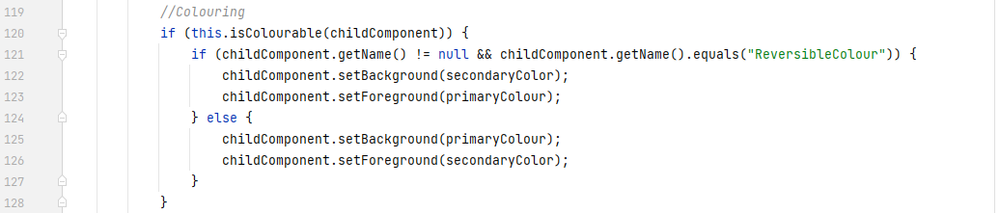 119 //Colouring
120 if (this.isColourable(childComponent)) {
121 if (childComponent.getName() != null && childComponent.getName().equals("ReversibleColour")) {
122 childComponent.setBackground(secondaryColor);
123 childComponent.setForeground(primaryColour);
124 } else {
125 childComponent.setBackground(primaryColour);
126 childComponent.setForeground(secondaryColor);
127 }
128 }